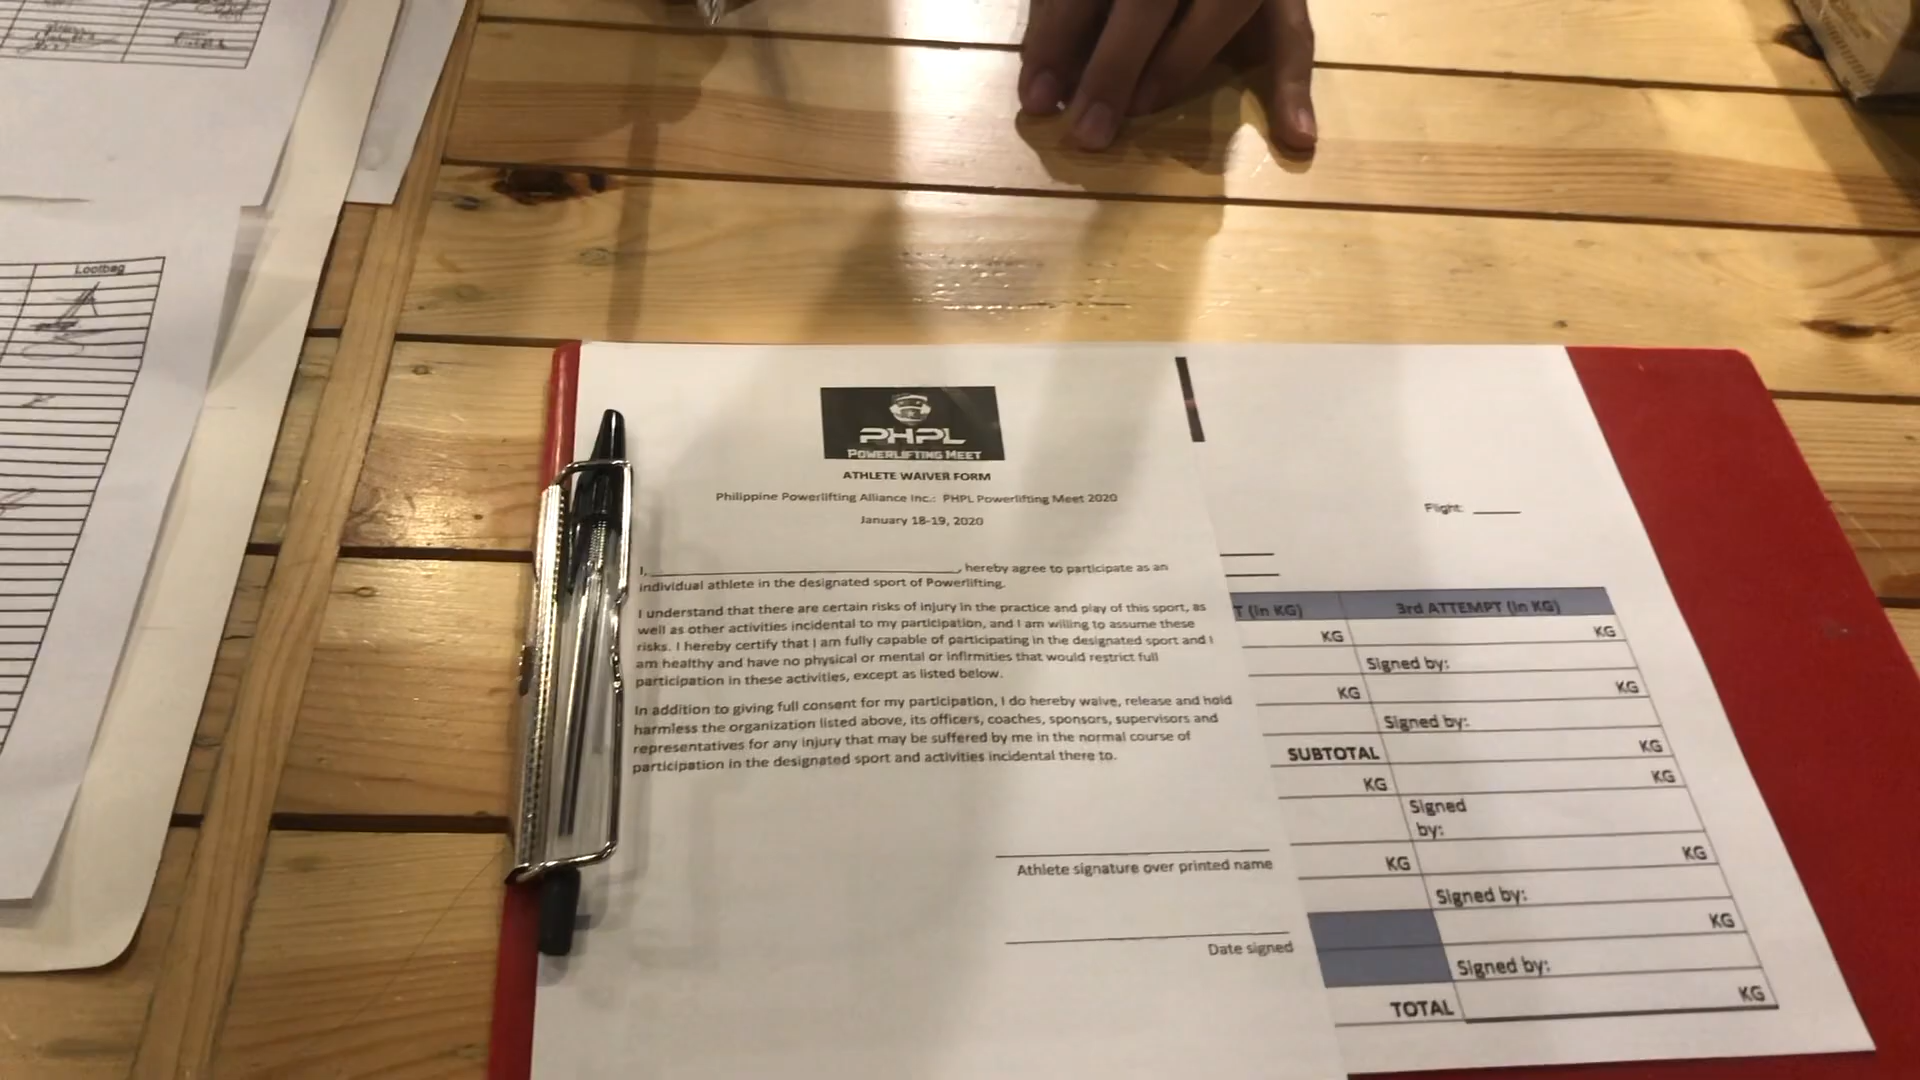 Lootbag
PHPL
POWERLIFTING MEET
ATHLETE WAIVER FORM
Philippine Powerlifting Alliance Inc.: PHPL Powerlifting Meet 2020
January 18-19, 2020
I, ____________________, hereby agree to participate as an
individual athlete in the designated sport of Powerlifting.
I understand that there are certain risks of injury in the practice and play of this sport, as
well as other activities incidental to my participation, and I am willing to assume these
risks. I hereby certify that I am fully capable of participating in the designated sport and I
am healthy and have no physical or mental or infirmities that would restrict full
participation in these activities, except as listed below.
In addition to giving full consent for my participation, I do hereby waive, release and hold
harmless the organization listed above, its officers, coaches, sponsors, supervisors and
representatives for any injury that may be suffered by me in the normal course of
participation in the designated sport and activities incidental there to.
Athlete signature over printed name
Date signed
Flight: _____
T (in KG) 3rd ATTEMPT (in KG)
KG KG
Signed by:
KG KG
Signed by:
SUBTOTAL KG
KG KG
Signed
by:
KG KG
Signed by:
KG
Signed by:
TOTAL KG